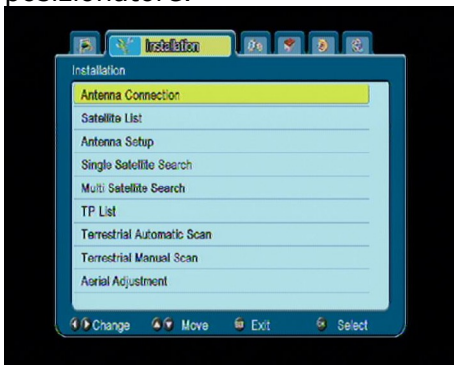 posizionatore.
Installation
Installation
Antenna Connection
Satellite List
Antenna Setup
Single Satellite Search
Multi Satellite Search
TP List
Terrestrial Automatic Scan
Terrestrial Manual Scan
Aerial Adjustment
Change Move Exit Select